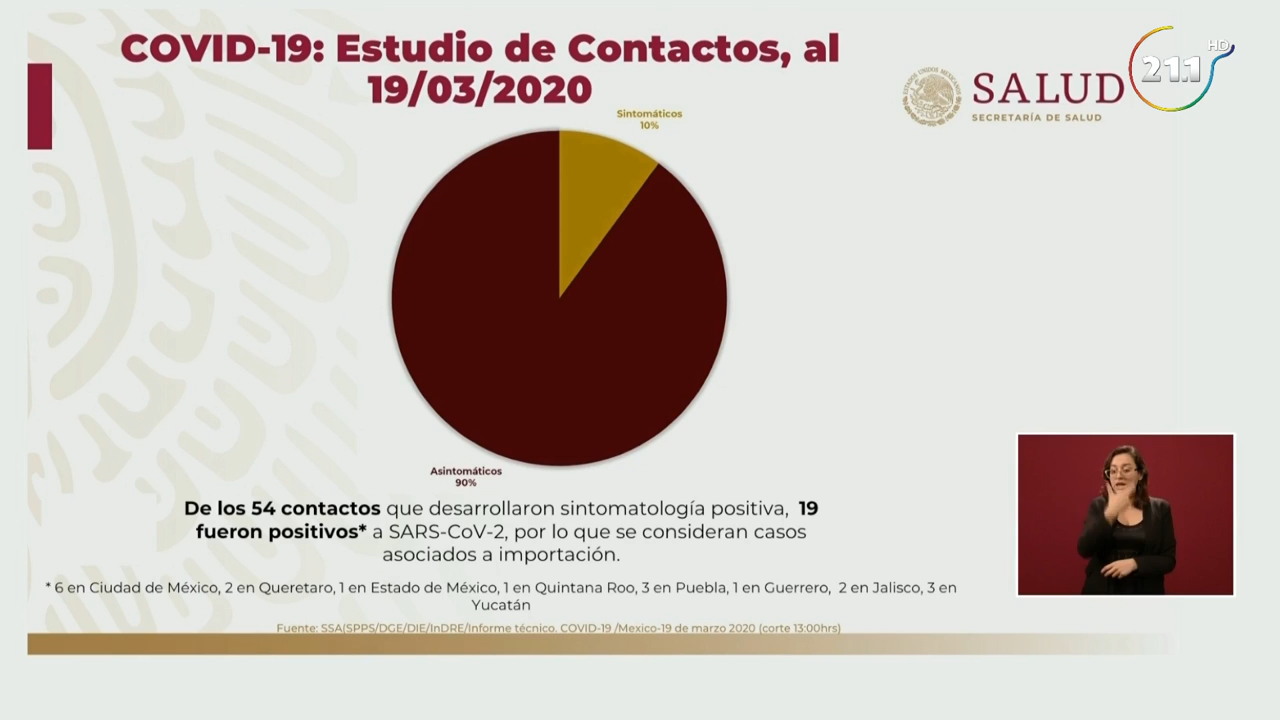 COVID-19: Estudio de Contactos, al
19/03/2020
SALUD
SECRETARÍA DE SALUD
21.1
HD
ESTADOS UNIDOS MEXICANOS
Sintomáticos
10%
Asintomáticos
90%
De los 54 contactos que desarrollaron sintomatología positiva, 19
fueron positivos* a SARS-CoV-2, por lo que se consideran casos
asociados a importación.
* 6 en Ciudad de México, 2 en Queretaro, 1 en Estado de México, 1 en Quintana Roo, 3 en Puebla, 1 en Guerrero, 2 en Jalisco, 3 en
Yucatán
Fuente: SSA(SPPS/DGE/DIE/InDRE/Informe técnico. COVID-19 /Mexico-19 de marzo 2020 (corte 13:00hrs)